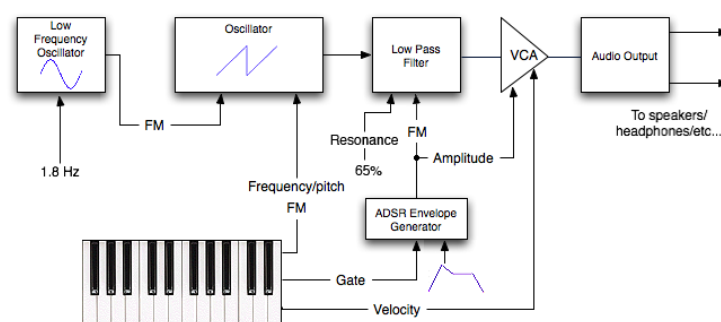 Low
Frequency
Oscillator
Oscillator
Low Pass
Filter
VCA
Audio Output
FM
1.8 Hz
Resonance
65%
FM
Amplitude
To speakers/
headphones/etc...
Frequency/pitch
FM
ADSR Envelope
Generator
Gate
Velocity